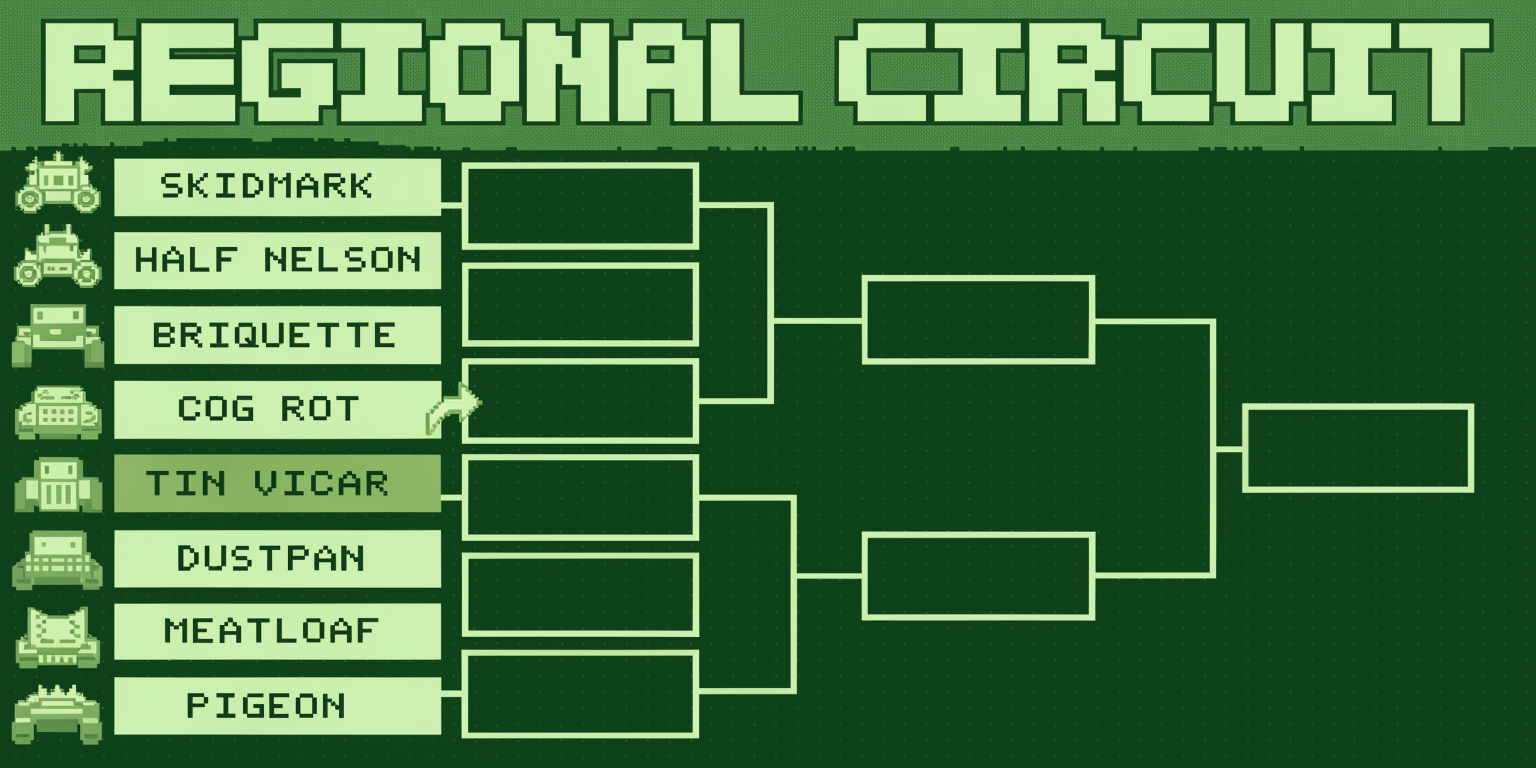 REGIONAL CIRCUIT
SKIDMARK
HALF NELSON
BRIQUETTE
COG ROT
TIN VICAR
DUSTPAN
MEATLOAF
PIGEON